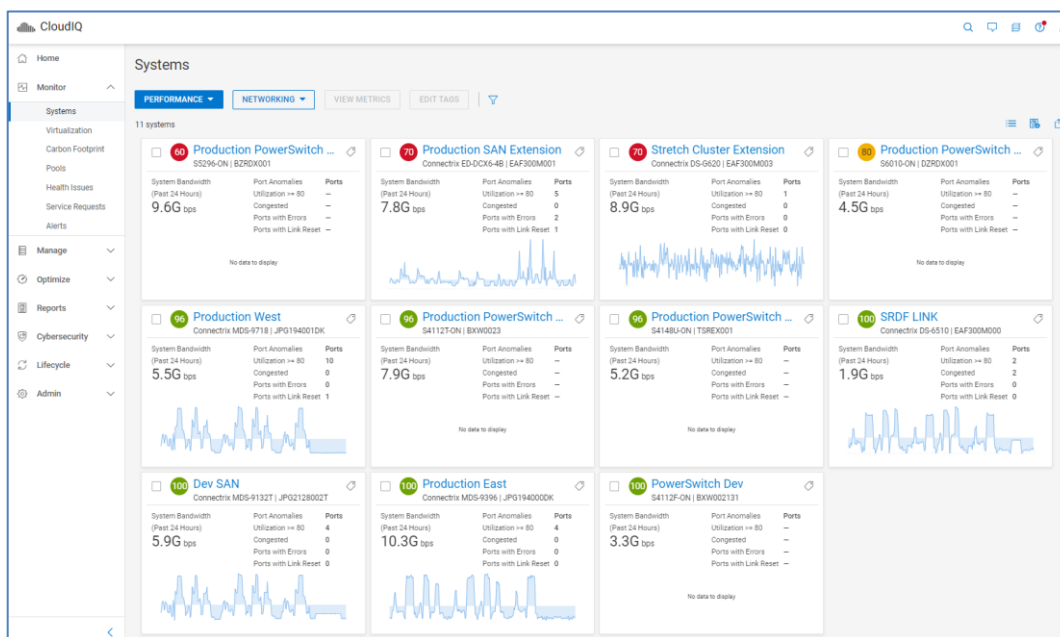 CloudIQ
Home
Monitor
Systems
Virtualization
Carbon Footprint
Pools
Health Issues
Service Requests
Alerts
Manage
Optimize
Reports
Cybersecurity
Lifecycle
Admin
Systems
PERFORMANCE NETWORKING VIEW METRICS EDIT TAGS
11 systems
60 Production PowerSwitch ...
S5296-ON | BZRDX001
System Bandwidth Port Anomalies Ports
(Past 24 Hours) Utilization >= 80 –
9.6G bps Congested –
Ports with Errors –
Ports with Link Reset –
No data to display
70 Production SAN Extension
Connectrix ED-DCX6-4B | EAF300M001
System Bandwidth Port Anomalies Ports
(Past 24 Hours) Utilization >= 80 5
7.8G bps Congested 0
Ports with Errors 2
Ports with Link Reset 1
70 Stretch Cluster Extension
Connectrix DS-G620 | EAF300M003
System Bandwidth Port Anomalies Ports
(Past 24 Hours) Utilization >= 80 1
8.9G bps Congested 0
Ports with Errors 0
Ports with Link Reset 0
80 Production PowerSwitch ...
S6010-ON | DZRDX001
System Bandwidth Port Anomalies Ports
(Past 24 Hours) Utilization >= 80 –
4.5G bps Congested –
Ports with Errors –
Ports with Link Reset –
No data to display
96 Production West
Connectrix MDS-9718 | JPG194001DK
System Bandwidth Port Anomalies Ports
(Past 24 Hours) Utilization >= 80 10
5.5G bps Congested 0
Ports with Errors 0
Ports with Link Reset 1
96 Production PowerSwitch ...
S4112T-ON | BXW0023
System Bandwidth Port Anomalies Ports
(Past 24 Hours) Utilization >= 80 –
7.9G bps Congested –
Ports with Errors –
Ports with Link Reset –
No data to display
96 Production PowerSwitch ...
S4148U-ON | TSREX001
System Bandwidth Port Anomalies Ports
(Past 24 Hours) Utilization >= 80 –
5.2G bps Congested –
Ports with Errors –
Ports with Link Reset –
No data to display
100 SRDF LINK
Connectrix DS-6510 | EAF300M000
System Bandwidth Port Anomalies Ports
(Past 24 Hours) Utilization >= 80 2
1.9G bps Congested 2
Ports with Errors 0
Ports with Link Reset 0
100 Dev SAN
Connectrix MDS-9132T | JPG2128002T
System Bandwidth Port Anomalies Ports
(Past 24 Hours) Utilization >= 80 4
5.9G bps Congested 0
Ports with Errors 0
Ports with Link Reset 0
100 Production East
Connectrix MDS-9396 | JPG194000DK
System Bandwidth Port Anomalies Ports
(Past 24 Hours) Utilization >= 80 4
10.3G bps Congested 0
Ports with Errors 0
Ports with Link Reset 0
100 PowerSwitch Dev
S4112F-ON | BXW002131
System Bandwidth Port Anomalies Ports
(Past 24 Hours) Utilization >= 80 –
3.3G bps Congested –
Ports with Errors –
Ports with Link Reset –
No data to display